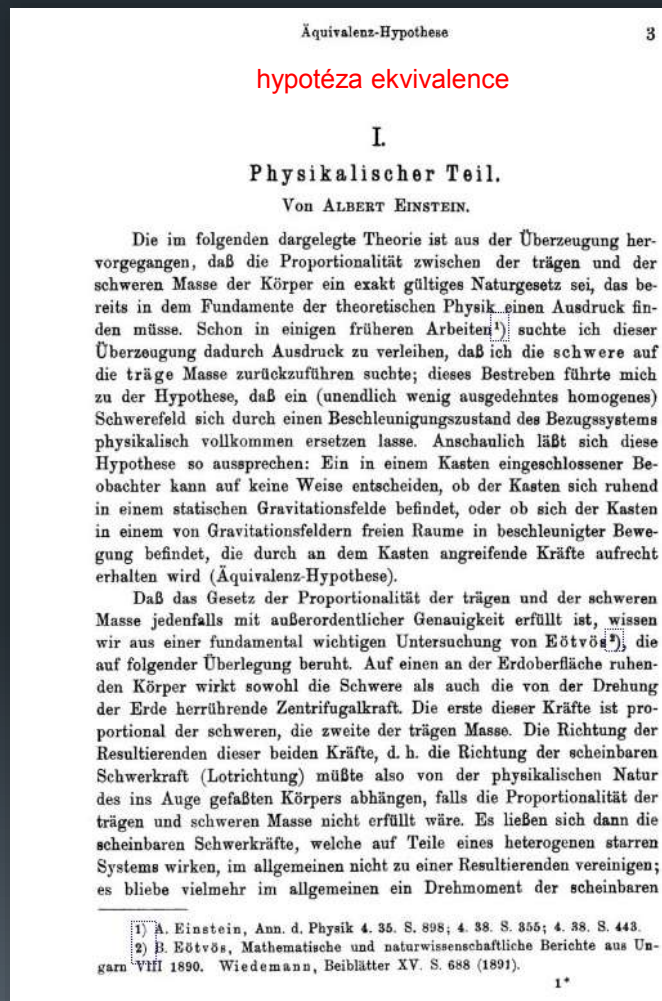 Äquivalenz-Hypothese 3
hypotéza ekvivalence
I.
Physikalischer Teil.
Von ALBERT EINSTEIN.
Die im folgenden dargelegte Theorie ist aus der Überzeugung her-
vorgegangen, daß die Proportionalität zwischen der trägen und der
schweren Masse der Körper ein exakt gültiges Naturgesetz sei, das be-
reits in dem Fundamente der theoretischen Physik einen Ausdruck fin-
den müsse. Schon in einigen früheren Arbeiten¹) suchte ich dieser
Überzeugung dadurch Ausdruck zu verleihen, daß ich die schwere auf
die träge Masse zurückzuführen suchte; dieses Bestreben führte mich
zu der Hypothese, daß ein (unendlich wenig ausgedehntes homogenes)
Schwerefeld sich durch einen Beschleunigungszustand des Bezugssystems
physikalisch vollkommen ersetzen lasse. Anschaulich läßt sich diese
Hypothese so aussprechen: Ein in einem Kasten eingeschlossener Be-
obachter kann auf keine Weise entscheiden, ob der Kasten sich ruhend
in einem statischen Gravitationsfelde befindet, oder ob sich der Kasten
in einem von Gravitationsfeldern freien Raume in beschleunigter Bewe-
gung befindet, die durch an dem Kasten angreifende Kräfte aufrecht
erhalten wird (Äquivalenz-Hypothese).
Daß das Gesetz der Proportionalität der trägen und der schweren
Masse jedenfalls mit außerordentlicher Genauigkeit erfüllt ist, wissen
wir aus einer fundamental wichtigen Untersuchung von Eötvös²), die
auf folgender Überlegung beruht. Auf einen an der Erdoberfläche ruhen-
den Körper wirkt sowohl die Schwere als auch die von der Drehung
der Erde herrührende Zentrifugalkraft. Die erste dieser Kräfte ist pro-
portional der schweren, die zweite der trägen Masse. Die Richtung der
Resultierenden dieser beiden Kräfte, d. h. die Richtung der scheinbaren
Schwerkraft (Lotrichtung) müßte also von der physikalischen Natur
des ins Auge gefaßten Körpers abhängen, falls die Proportionalität der
trägen und schweren Masse nicht erfüllt wäre. Es ließen sich dann die
scheinbaren Schwerkräfte, welche auf Teile eines heterogenen starren
Systems wirken, im allgemeinen nicht zu einer Resultierenden vereinigen;
es bliebe vielmehr im allgemeinen ein Drehmoment der scheinbaren
1) A. Einstein, Ann. d. Physik 4. 35. S. 898; 4. 38. S. 355; 4. 38. S. 443.
2) B. Eötvös, Mathematische und naturwissenschaftliche Berichte aus Un-
garn VIII 1890. Wiedemann, Beiblätter XV. S. 688 (1891).
1*